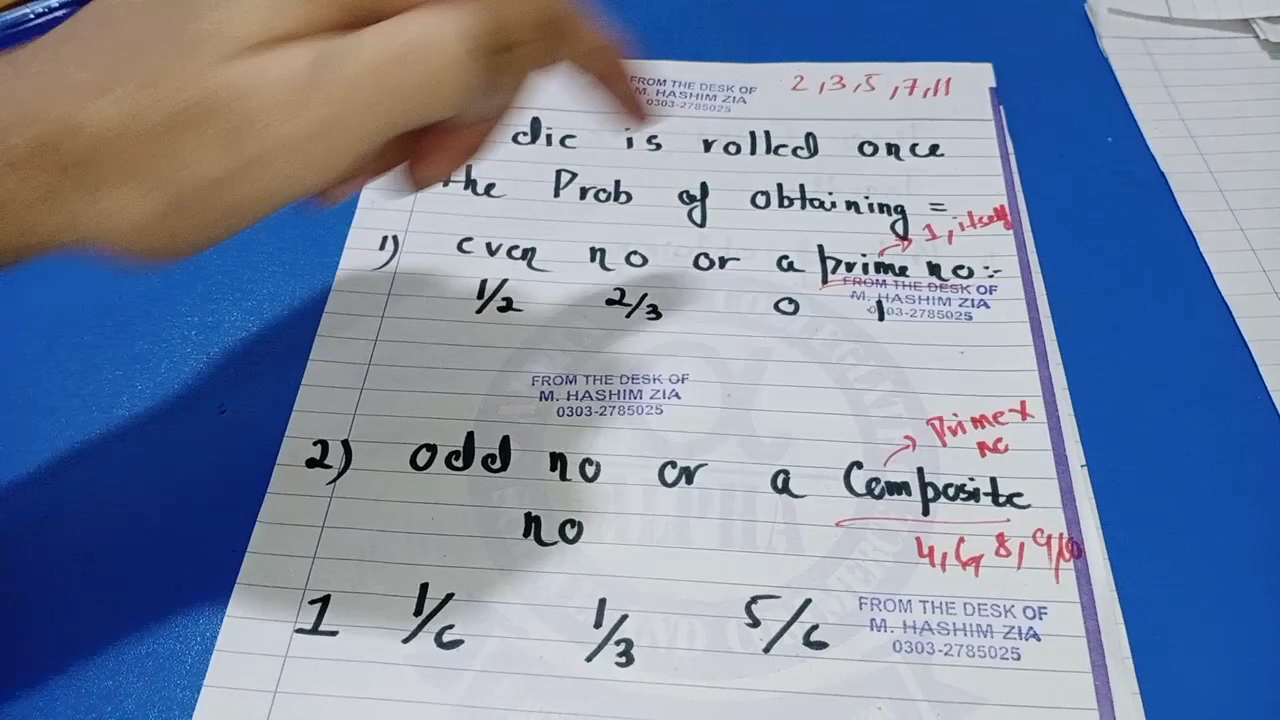 FROM THE DESK OF
M. HASHIM ZIA
0303-2785025
2,3,5,7,11
die is rolled once
the Prob of obtaining =
1, itself
1) even no or a prime no:-
FROM THE DESK OF
M. HASHIM ZIA
03-2785025
1/2 2/3 0 1
FROM THE DESK OF
M. HASHIM ZIA
0303-2785025
Prime x
no
2) odd no or a Composite
no
4,6,8,9,10
1 1/6 1/3 5/6
FROM THE DESK OF
M. HASHIM ZIA
0303-2785025